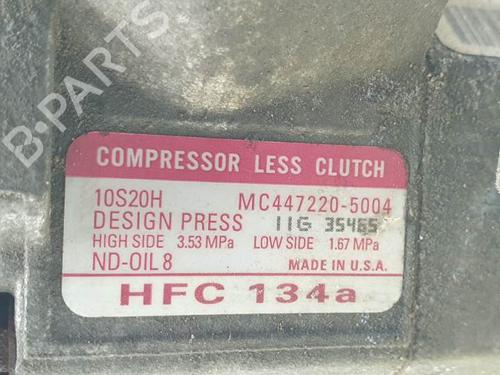 B-PARTS
COMPRESSOR LESS CLUTCH
10S20H MC447220-5004
DESIGN PRESS 11G 35465
HIGH SIDE 3.53 MPa LOW SIDE 1.67 MPa
ND-OIL 8 MADE IN U.S.A.
HFC 134a